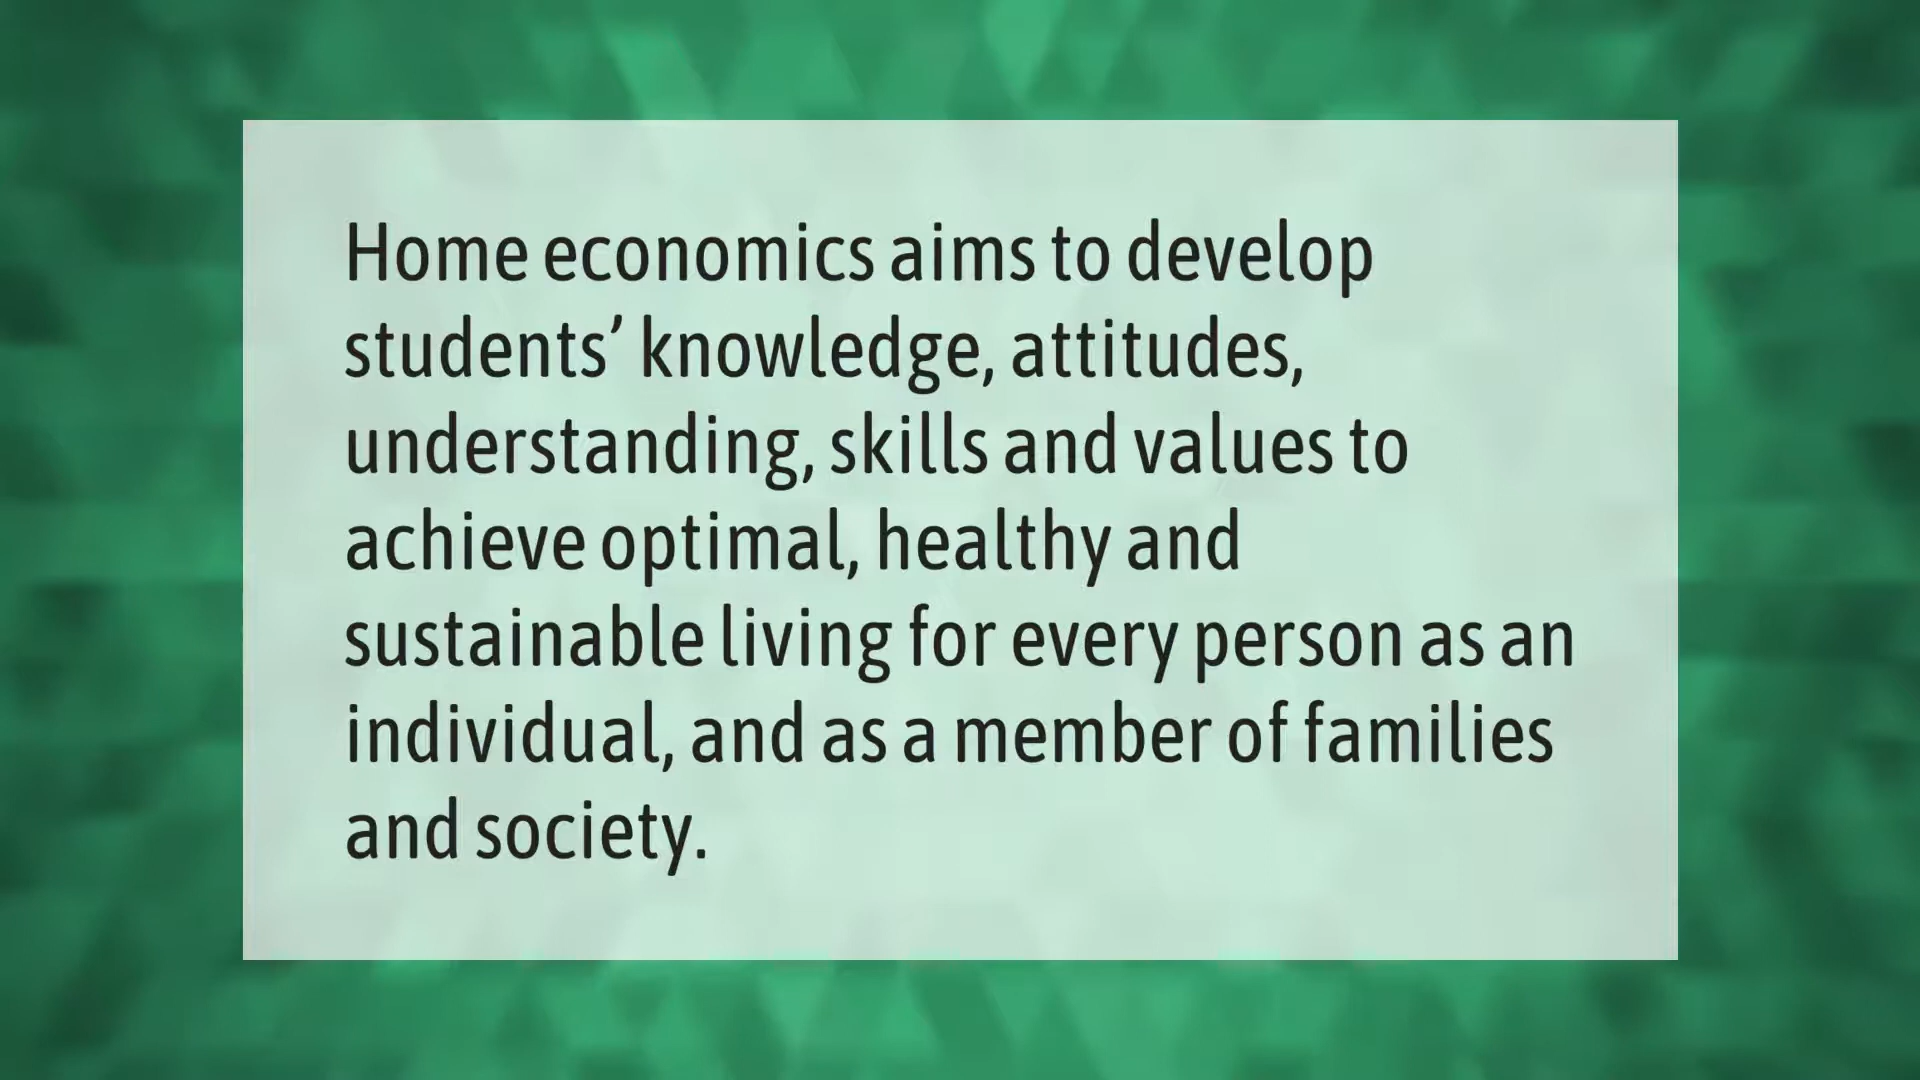 Home economics aims to develop
students’ knowledge, attitudes,
understanding, skills and values to
achieve optimal, healthy and
sustainable living for every person as an
individual, and as a member of families
and society.